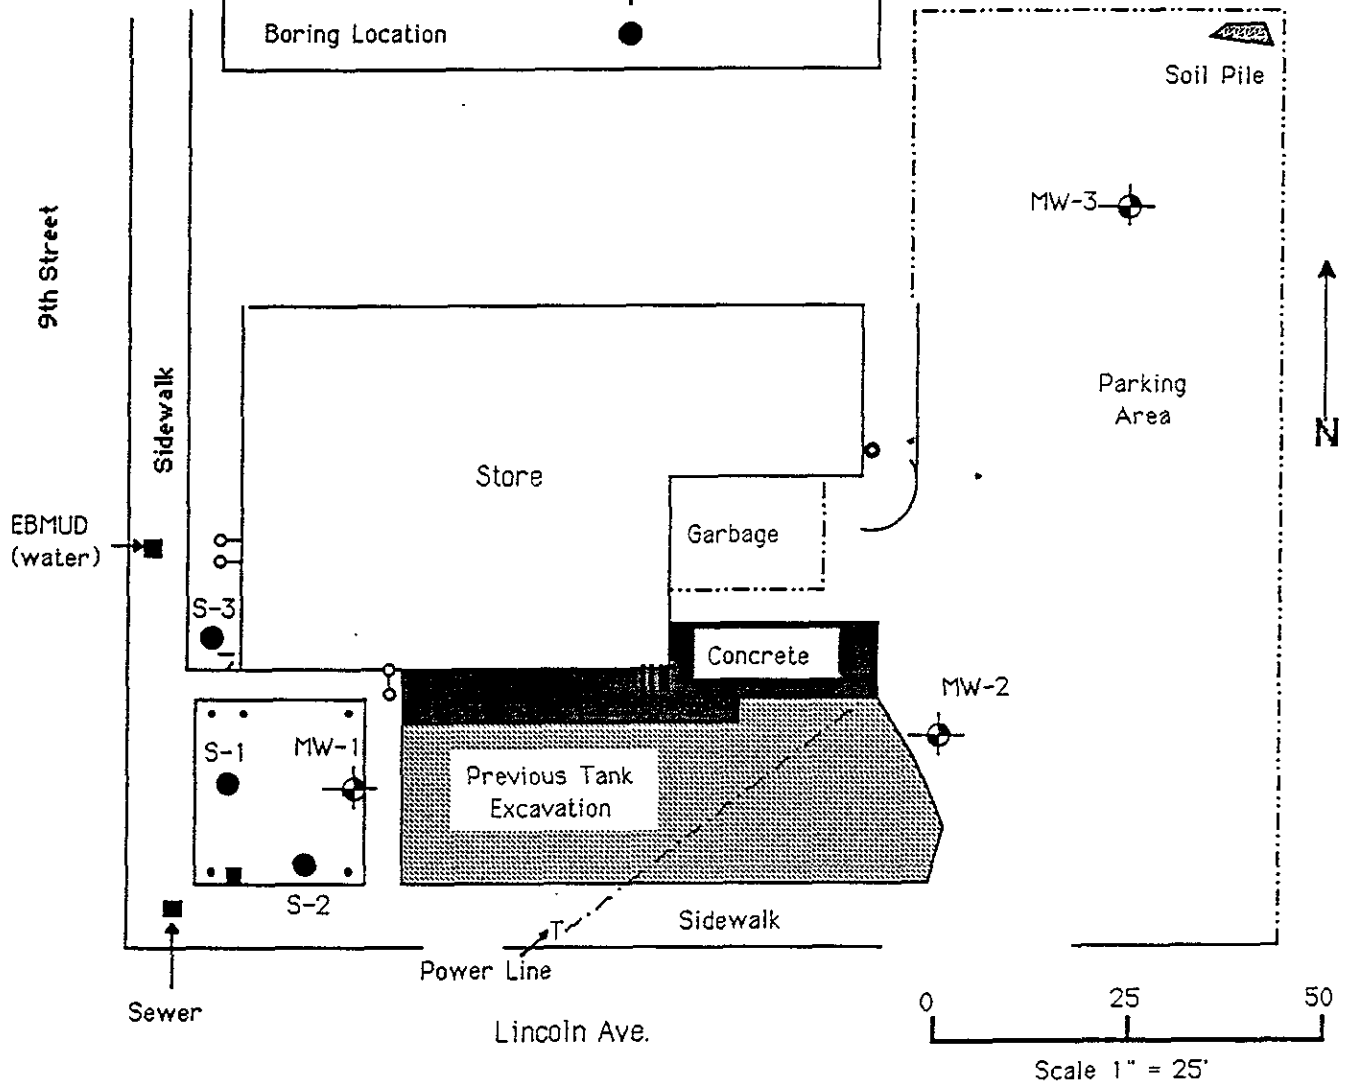 Boring Location
Soil Pile
MW-3
9th Street
Sidewalk
Parking
Area
N
Store
EBMUD
(water)
Garbage
S-3
Concrete
MW-2
S-1
MW-1
Previous Tank
Excavation
S-2
Sidewalk
T
Power Line
Sewer
Lincoln Ave.
0 25 50
Scale 1" = 25'